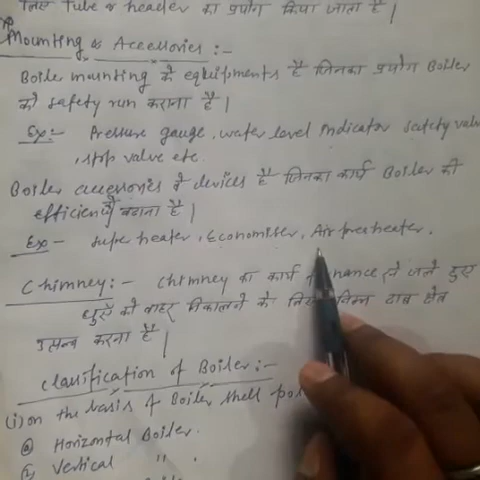 लिए Tube व header का प्रयोग किया जाता है |
Mounting & Accessories :-
Boiler mounting वे equipments है जिनका प्रयोग Boiler
को safety run कराना है |
Ex :- Pressure gauge, water level Indicator safety valve
, stop valve etc.
Boiler accessories वे devices है जिनका कार्य Boiler की
efficiency बढाना है |
Ex - super heater, Economiser, Air preheater.
Chimney :- Chimney का कार्य जले हुए
धुएँ को बाहर निकालने के लिए निम्न दाब क्षेत्र
उत्पन्न करना है |
Classification of Boiler :-
(i) on the basis of Boiler shell
(a) Horizontal Boiler.
Vertical " .